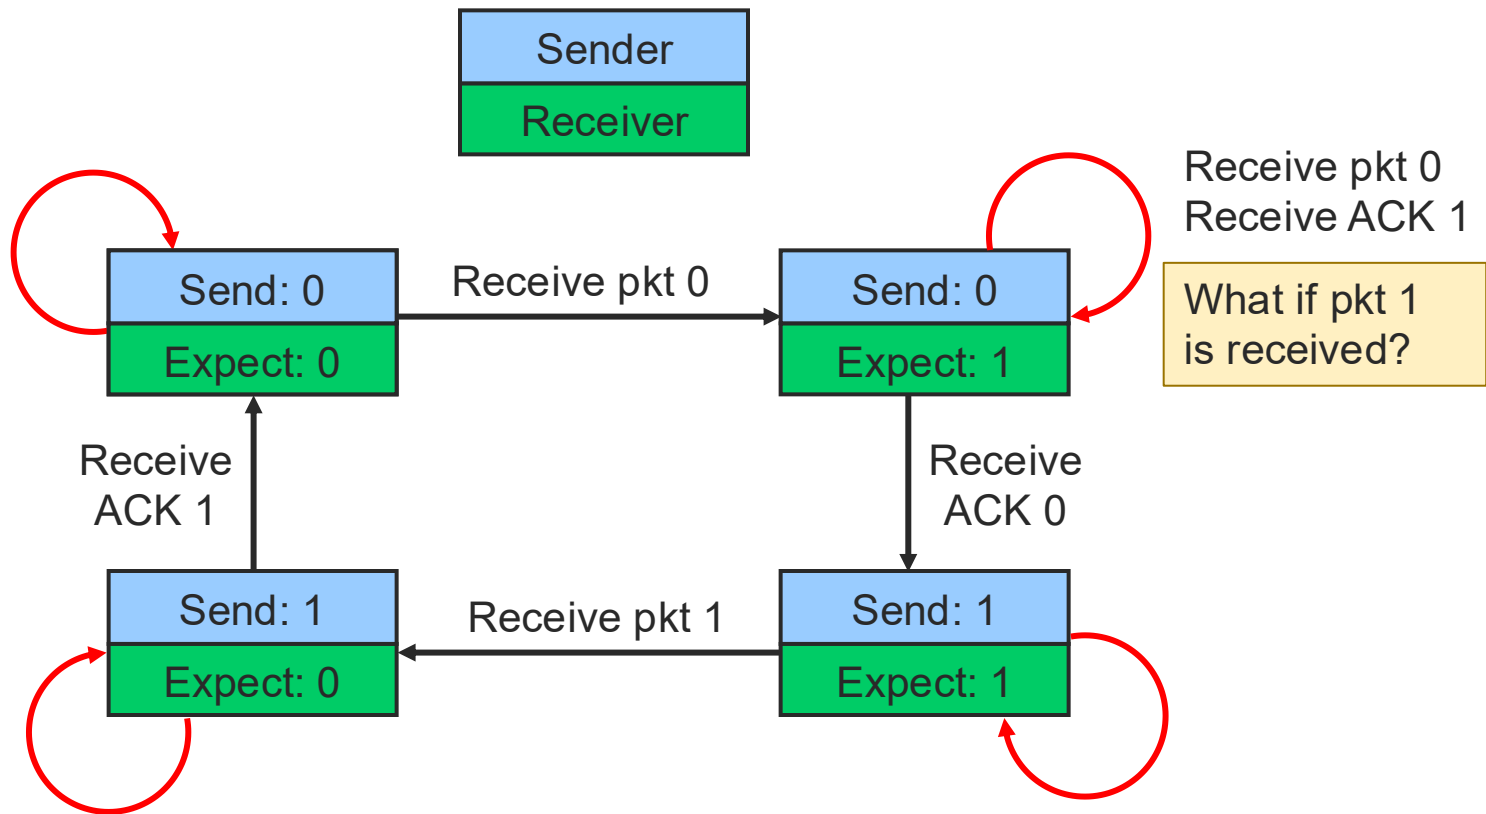 Sender
Receiver
Receive pkt 0
Receive ACK 1
What if pkt 1
is received?
Send: 0
Expect: 0
Receive pkt 0
Send: 0
Expect: 1
Receive
ACK 1
Receive
ACK 0
Send: 1
Expect: 0
Receive pkt 1
Send: 1
Expect: 1